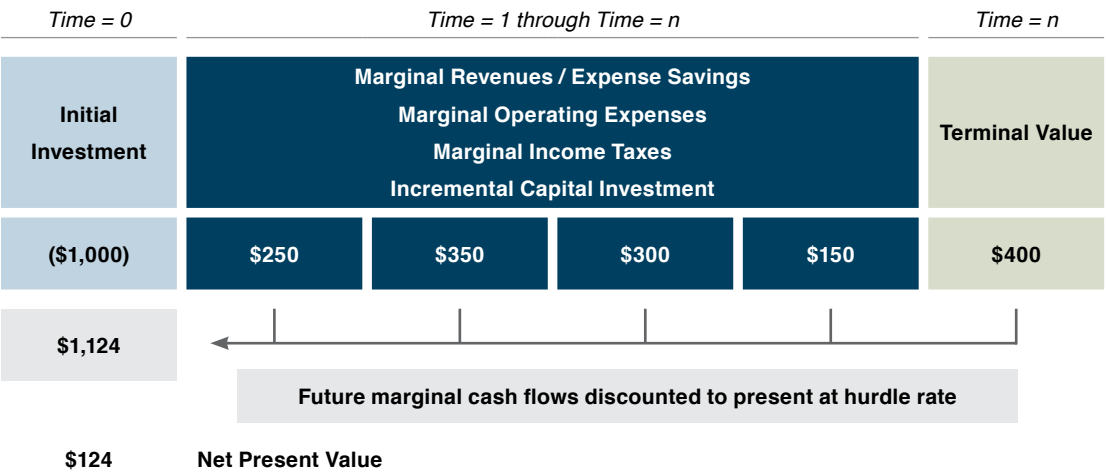 Time = 0
Time = 1 through Time = n
Time = n
Initial
Investment
Marginal Revenues / Expense Savings
Marginal Operating Expenses
Marginal Income Taxes
Incremental Capital Investment
Terminal Value
($1,000)
$250
$350
$300
$150
$400
$1,124
Future marginal cash flows discounted to present at hurdle rate
$124
Net Present Value